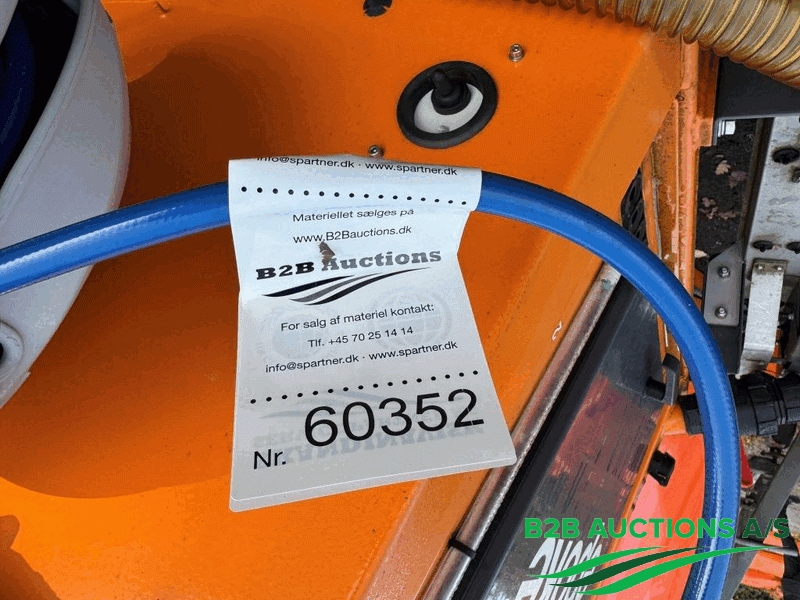 info@spartner.dk · www.spartner.dk
Materiellet sælges på
www.B2Bauctions.dk
B2B Auctions
For salg af materiel kontakt:
Tlf. +45 70 25 14 14
info@spartner.dk · www.spartner.dk
Nr. 60352
B2B AUCTIONS A/S